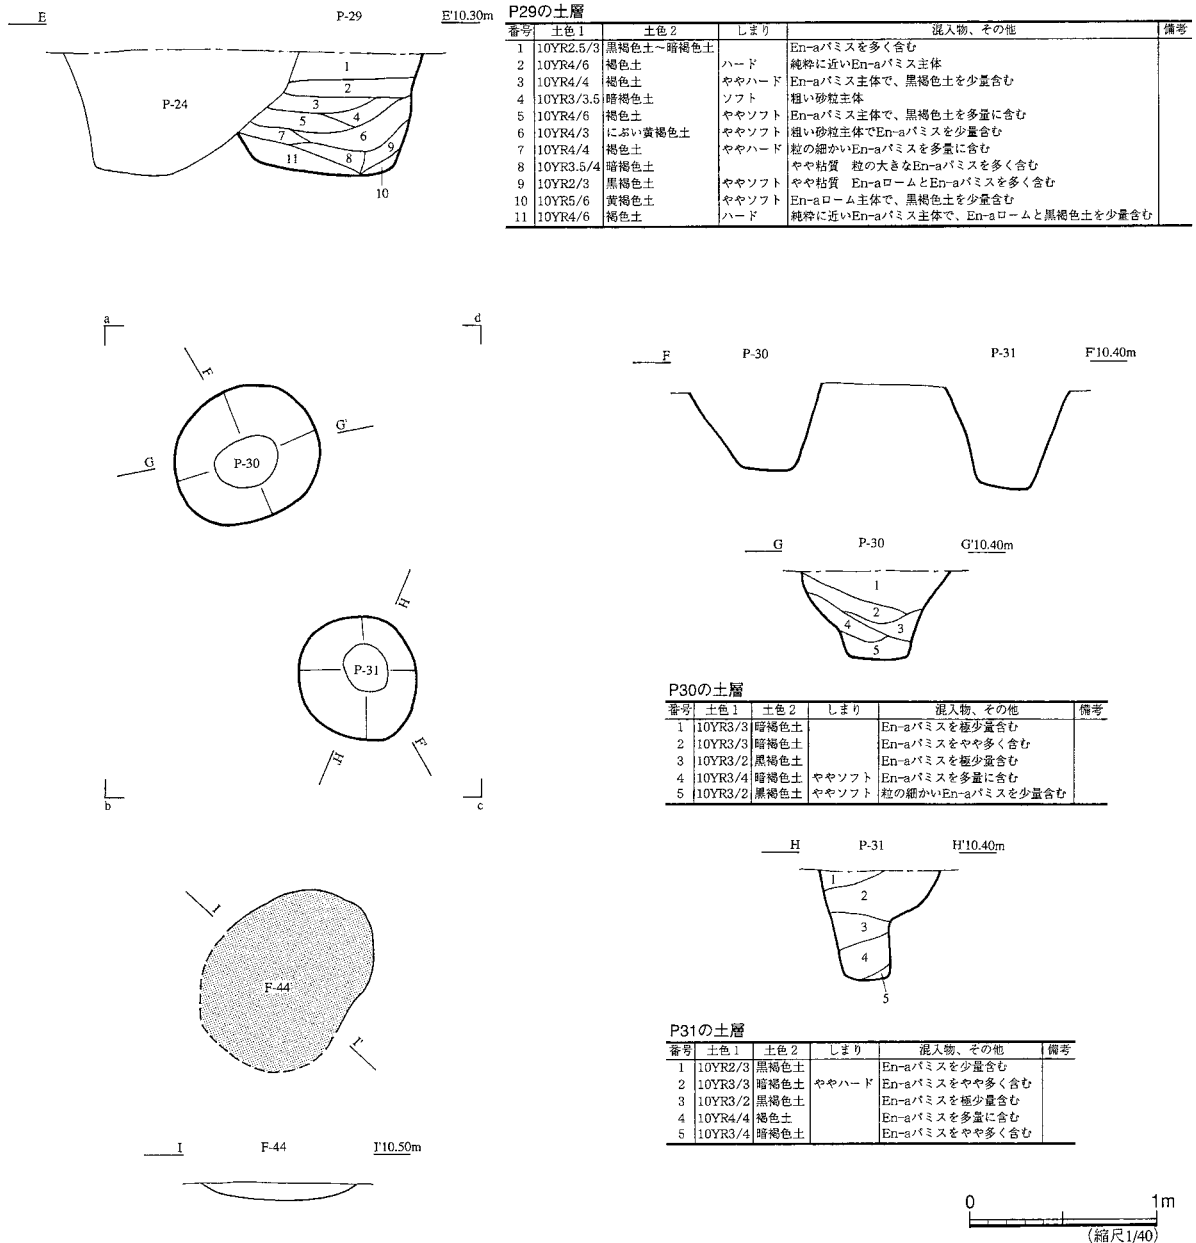 E P-29 E'10.30m
P-24
1
2
3
4
5
6
7
8
9
11
10
P29の土層
番号 土色1 土色2 しまり 混入物、その他 備考
1 10YR2.5/3 黒褐色土～暗褐色土 En-aパミスを多く含む
2 10YR4/6 褐色土 ハード 純粋に近いEn-aパミス主体
3 10YR4/4 褐色土 ややハード En-aパミス主体で、黒褐色土を少量含む
4 10YR3/3.5 暗褐色土 ソフト 粗い砂粒主体
5 10YR4/6 褐色土 ややソフト En-aパミス主体で、黒褐色土を多量に含む
6 10YR4/3 にぶい黄褐色土 ややソフト 粗い砂粒主体でEn-aパミスを少量含む
7 10YR4/4 褐色土 ややハード 粒の細かいEn-aパミスを多量に含む
8 10YR3.5/4 暗褐色土 やや粘質 粒の大きなEn-aパミスを多く含む
9 10YR2/3 黒褐色土 ややソフト やや粘質 En-aロームとEn-aパミスを多く含む
10 10YR5/6 黄褐色土 ややソフト En-aローム主体で、黒褐色土を少量含む
11 10YR4/6 褐色土 ハード 純粋に近いEn-aパミス主体で、En-aロームと黒褐色土を少量含む
a d
F
G'
G P-30
H
P-31
H F'
b c
I
F-44
I'
I F-44 I'10.50m
F P-30 P-31 F'10.40m
G P-30 G'10.40m
1
2
4 3
5
P30の土層
番号 土色1 土色2 しまり 混入物、その他 備考
1 10YR3/3 暗褐色土 En-aパミスを極少量含む
2 10YR3/3 暗褐色土 En-aパミスをやや多く含む
3 10YR3/2 黒褐色土 En-aパミスを極少量含む
4 10YR3/4 暗褐色土 ややソフト En-aパミスを多量に含む
5 10YR3/2 黒褐色土 ややソフト 粒の細かいEn-aパミスを少量含む
H P-31 H'10.40m
1
2
3
4
5
P31の土層
番号 土色1 土色2 しまり 混入物、その他 備考
1 10YR2/3 黒褐色土 En-aパミスを少量含む
2 10YR3/3 暗褐色土 ややハード En-aパミスをやや多く含む
3 10YR3/2 黒褐色土 En-aパミスを極少量含む
4 10YR4/4 褐色土 En-aパミスを多量に含む
5 10YR3/4 暗褐色土 En-aパミスをやや多く含む
0 1m
(縮尺1/40)